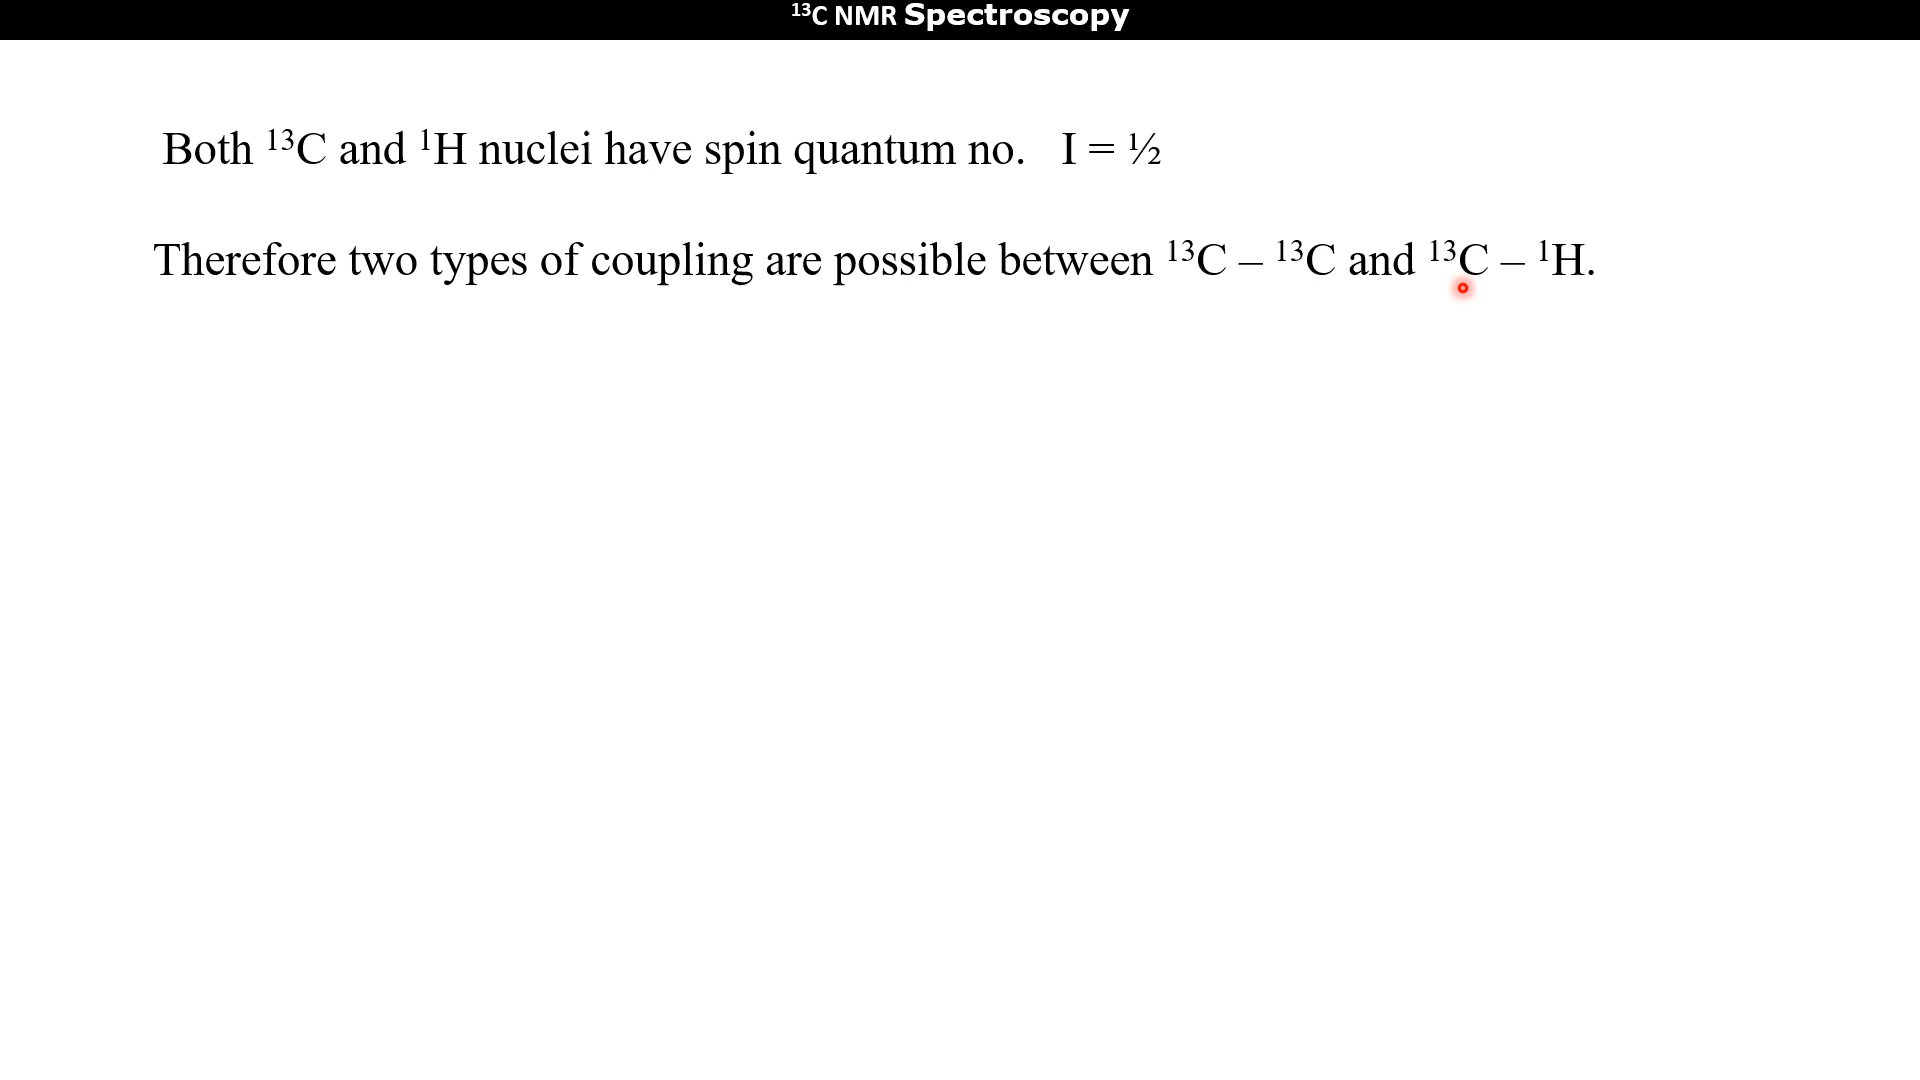 ¹³C NMR Spectroscopy
Both ¹³C and ¹H nuclei have spin quantum no. I = ½
Therefore two types of coupling are possible between ¹³C – ¹³C and ¹³C – ¹H.